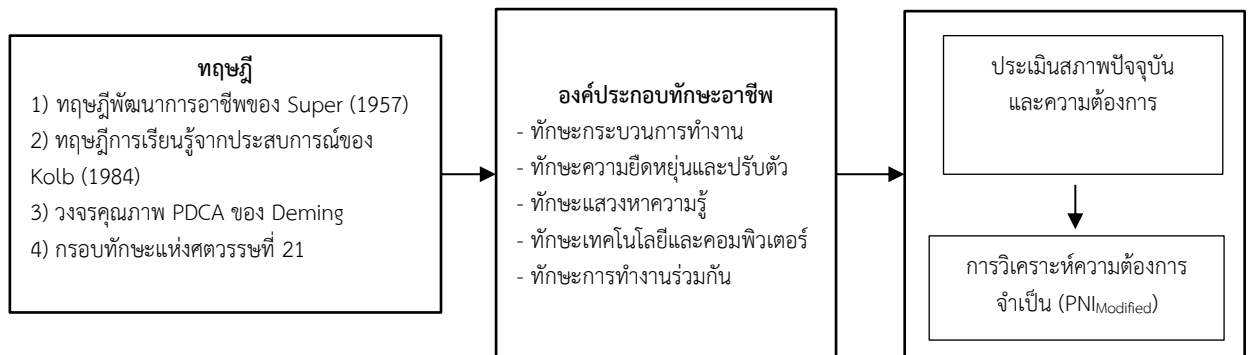 ทฤษฎี
1) ทฤษฎีพัฒนาการอาชีพของ Super (1957)
2) ทฤษฎีการเรียนรู้จากประสบการณ์ของ
Kolb (1984)
3) วงจรคุณภาพ PDCA ของ Deming
4) กรอบทักษะแห่งศตวรรษที่ 21
องค์ประกอบทักษะอาชีพ
- ทักษะกระบวนการทำงาน
- ทักษะความยืดหยุ่นและปรับตัว
- ทักษะแสวงหาความรู้
- ทักษะเทคโนโลยีและคอมพิวเตอร์
- ทักษะการทำงานร่วมกัน
ประเมินสภาพปัจจุบัน
และความต้องการ
การวิเคราะห์ความต้องการ
จำเป็น (PNIModified)